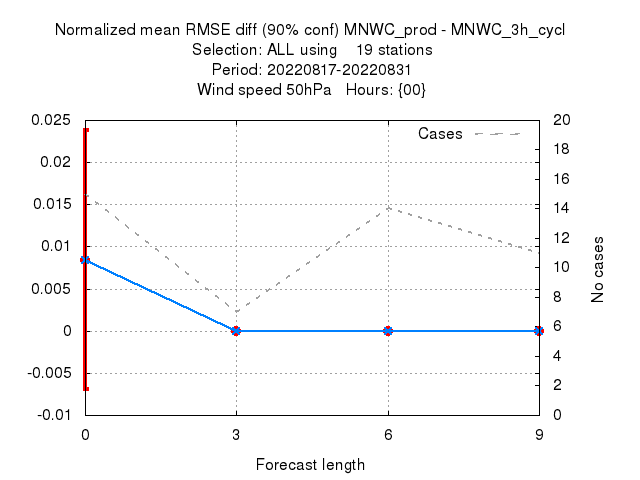 Normalized mean RMSE diff (90% conf) MNWC_prod - MNWC_3h_cycl
Selection: ALL using    19 stations
Period: 20220817-20220831
Wind speed 50hPa   Hours: {00}
Cases
0.025
0.02
0.015
0.01
0.005
0
-0.005
-0.01
20
18
16
14
12
10
8
6
4
2
0
No cases
0 3 6 9
Forecast length